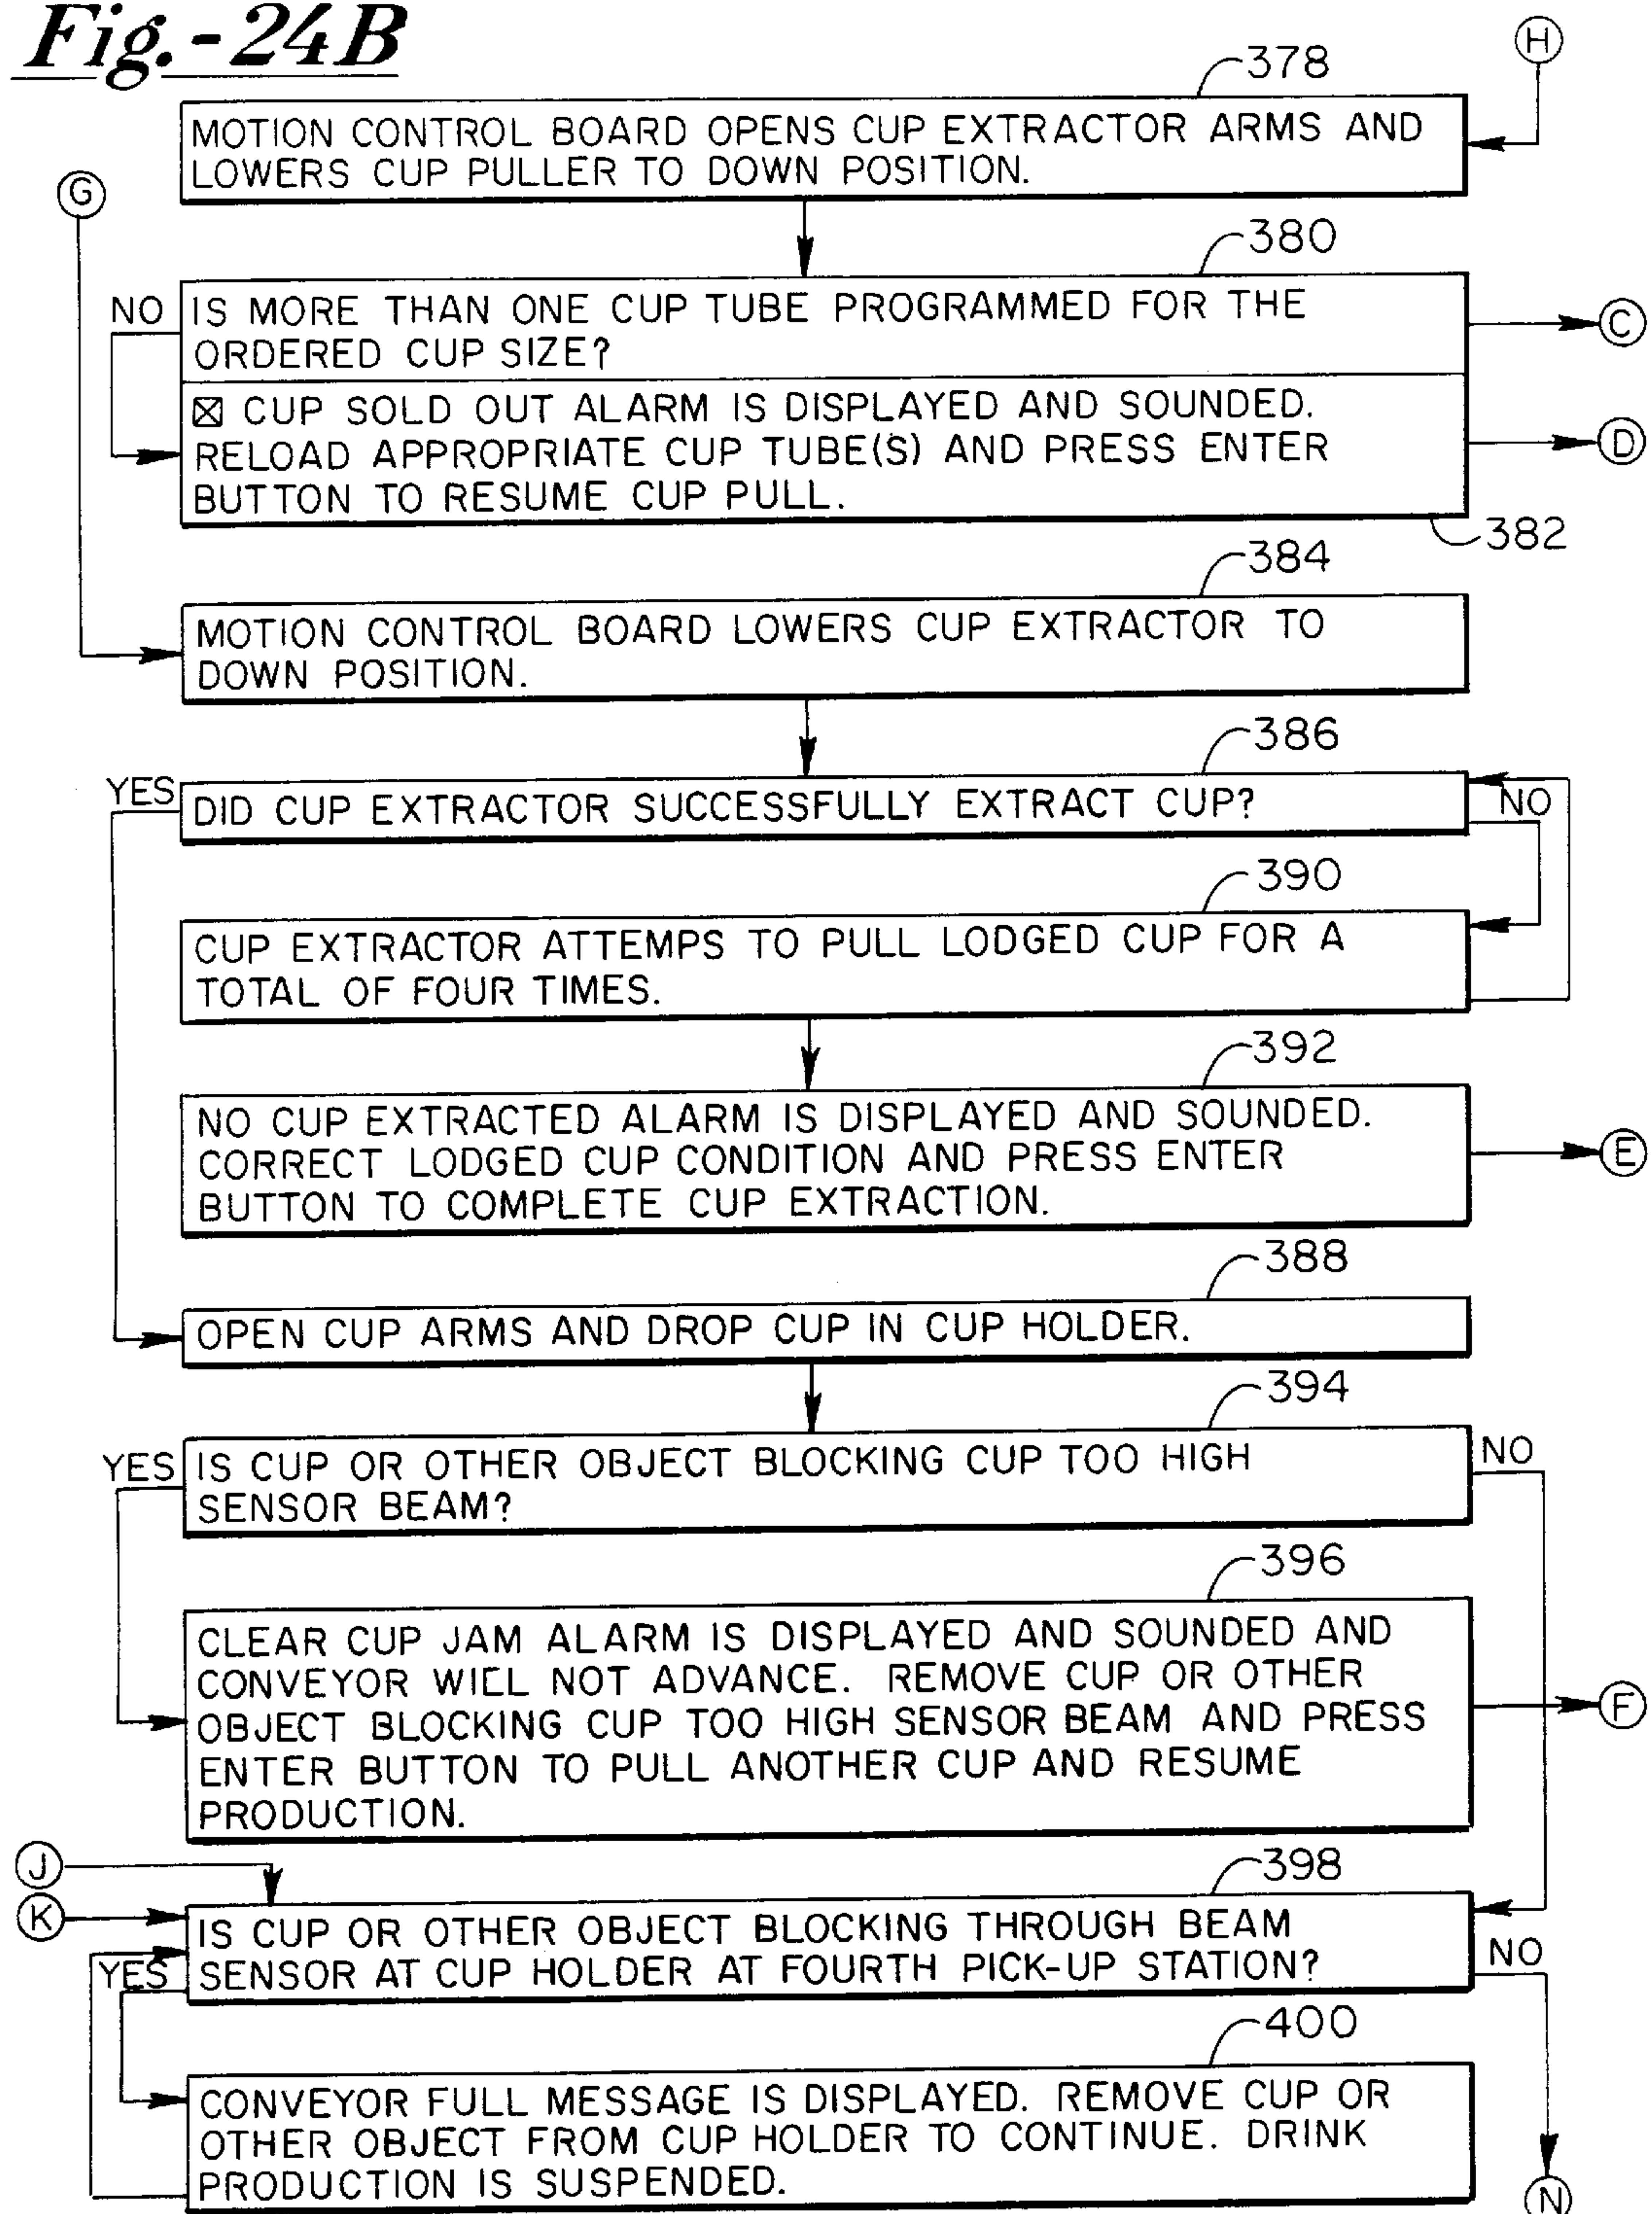 Fig.-24B
H
378
MOTION CONTROL BOARD OPENS CUP EXTRACTOR ARMS AND
LOWERS CUP PULLER TO DOWN POSITION.
G
380
NO
IS MORE THAN ONE CUP TUBE PROGRAMMED FOR THE
ORDERED CUP SIZE?
C
☒ CUP SOLD OUT ALARM IS DISPLAYED AND SOUNDED.
RELOAD APPROPRIATE CUP TUBE(S) AND PRESS ENTER
BUTTON TO RESUME CUP PULL.
D
382
384
MOTION CONTROL BOARD LOWERS CUP EXTRACTOR TO
DOWN POSITION.
386
YES
DID CUP EXTRACTOR SUCCESSFULLY EXTRACT CUP?
NO
390
CUP EXTRACTOR ATTEMPS TO PULL LODGED CUP FOR A
TOTAL OF FOUR TIMES.
392
NO CUP EXTRACTED ALARM IS DISPLAYED AND SOUNDED.
CORRECT LODGED CUP CONDITION AND PRESS ENTER
BUTTON TO COMPLETE CUP EXTRACTION.
E
388
OPEN CUP ARMS AND DROP CUP IN CUP HOLDER.
394
YES
IS CUP OR OTHER OBJECT BLOCKING CUP TOO HIGH
SENSOR BEAM?
NO
396
CLEAR CUP JAM ALARM IS DISPLAYED AND SOUNDED AND
CONVEYOR WILL NOT ADVANCE. REMOVE CUP OR OTHER
OBJECT BLOCKING CUP TOO HIGH SENSOR BEAM AND PRESS
ENTER BUTTON TO PULL ANOTHER CUP AND RESUME
PRODUCTION.
F
J
398
K
IS CUP OR OTHER OBJECT BLOCKING THROUGH BEAM
SENSOR AT CUP HOLDER AT FOURTH PICK-UP STATION?
YES
NO
400
CONVEYOR FULL MESSAGE IS DISPLAYED. REMOVE CUP OR
OTHER OBJECT FROM CUP HOLDER TO CONTINUE. DRINK
PRODUCTION IS SUSPENDED.
N